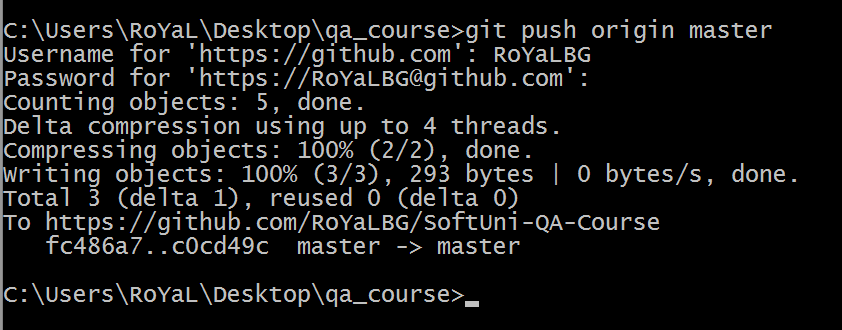 C:\Users\RoYaL\Desktop\qa_course>git push origin master
Username for 'https://github.com': RoYaLBG
Password for 'https://RoYaLBG@github.com':
Counting objects: 5, done.
Delta compression using up to 4 threads.
Compressing objects: 100% (2/2), done.
Writing objects: 100% (3/3), 293 bytes | 0 bytes/s, done.
Total 3 (delta 1), reused 0 (delta 0)
To https://github.com/RoYaLBG/SoftUni-QA-Course
   fc486a7..c0cd49c  master -> master
C:\Users\RoYaL\Desktop\qa_course>_